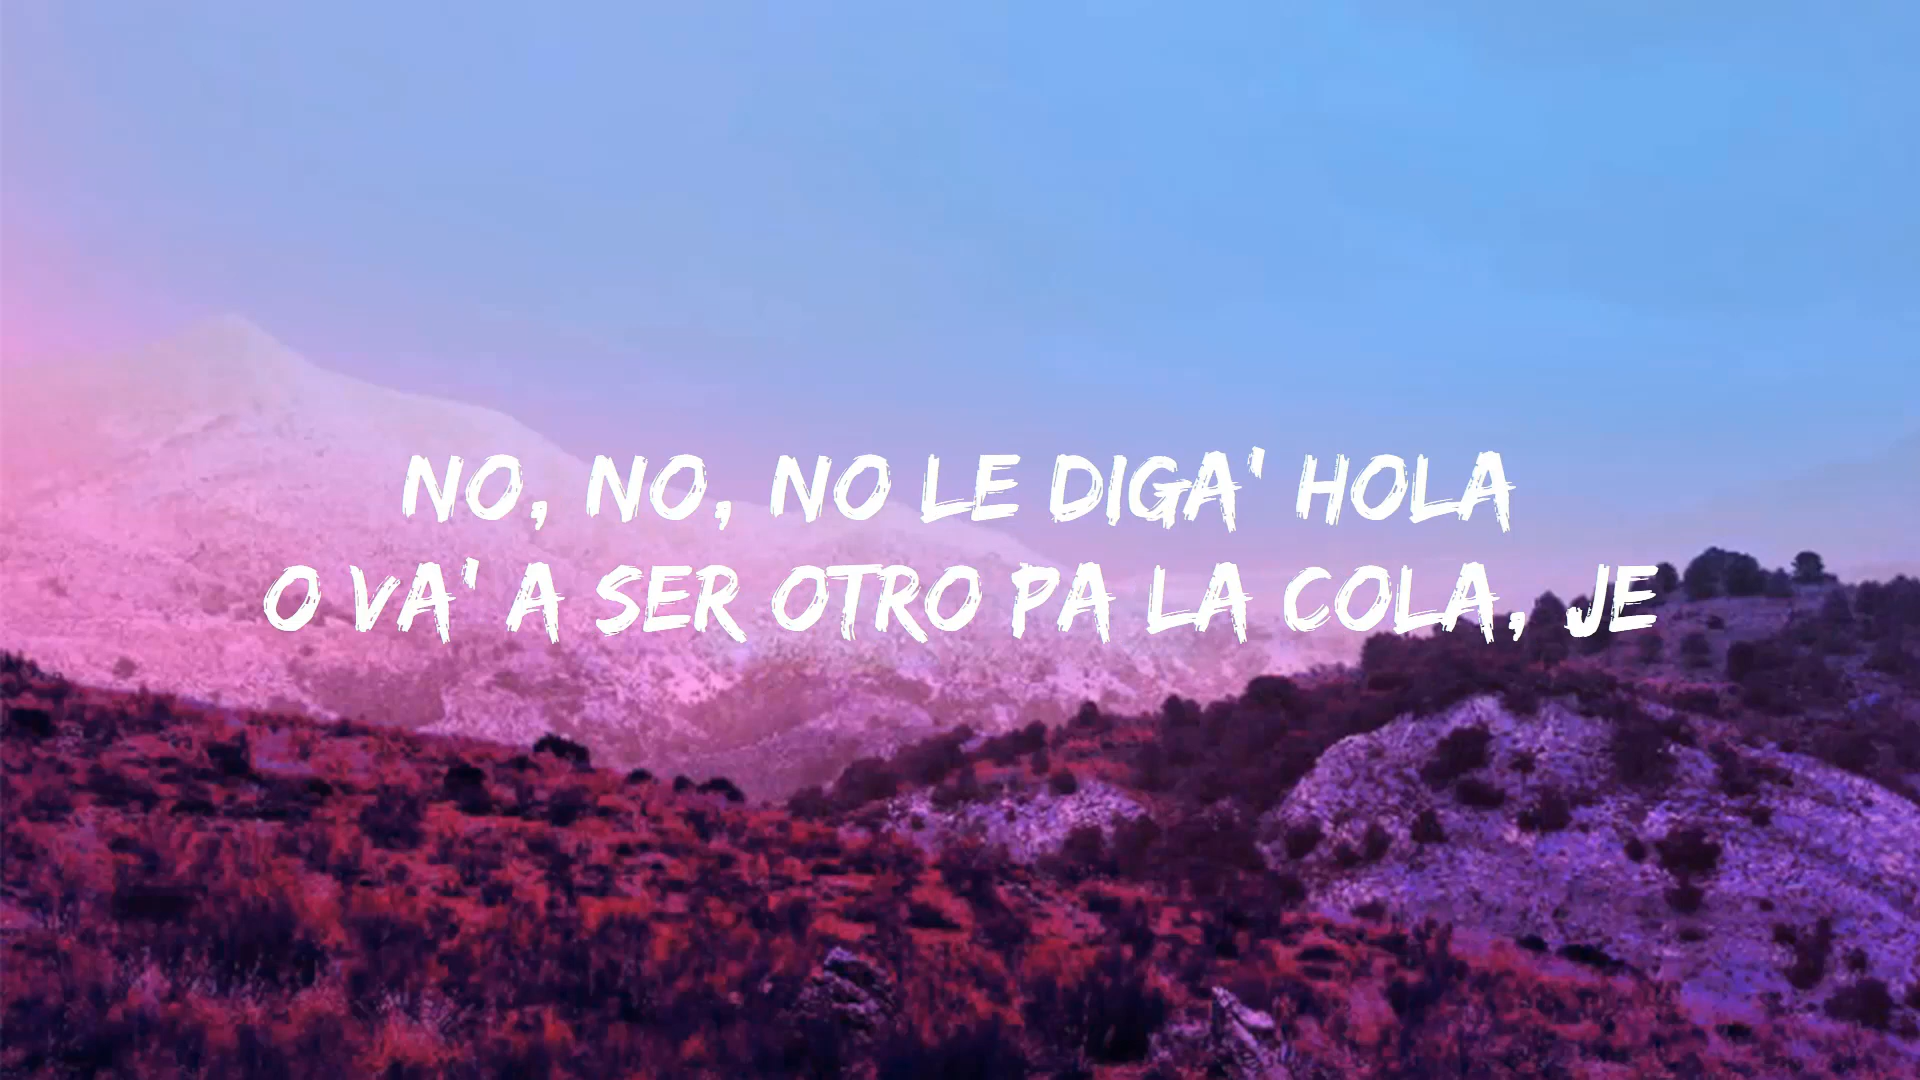 NO, NO, NO LE DIGA' HOLA
O VA' A SER OTRO PA LA COLA, JE